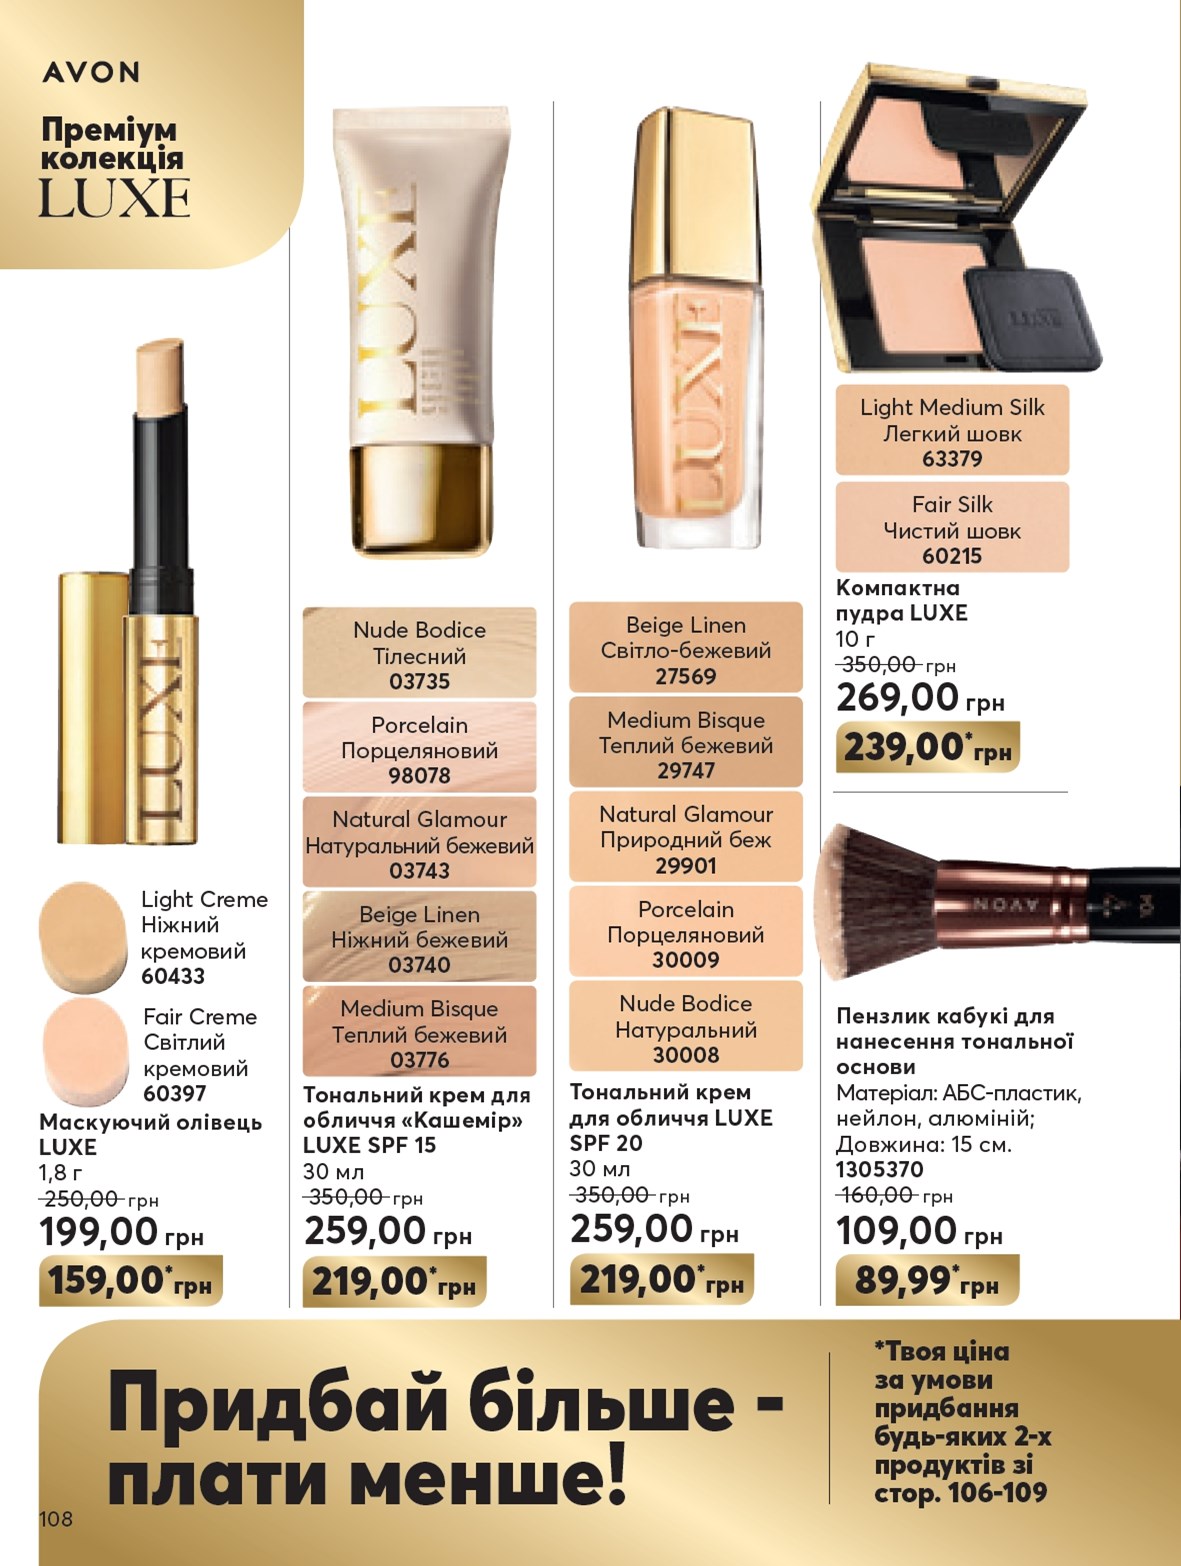 AVON
Преміум
колекція
LUXE
LUXE
LUXE
LUXE
LUXE
Light Creme
Ніжний
кремовий
60433
Fair Creme
Світлий
кремовий
60397
Маскуючий олівець
LUXE
1,8 г
250,00 грн
199,00 грн
159,00*грн
Nude Bodice
Тілесний
03735
Porcelain
Порцеляновий
98078
Natural Glamour
Натуральний бежевий
03743
Beige Linen
Ніжний бежевий
03740
Medium Bisque
Теплий бежевий
03776
Тональний крем для
обличчя «Кашемір»
LUXE SPF 15
30 мл
350,00 грн
259,00 грн
219,00*грн
Beige Linen
Світло-бежевий
27569
Medium Bisque
Теплий бежевий
29747
Natural Glamour
Природний беж
29901
Porcelain
Порцеляновий
30009
Nude Bodice
Натуральний
30008
Тональний крем
для обличчя LUXE
SPF 20
30 мл
350,00 грн
259,00 грн
219,00*грн
Light Medium Silk
Легкий шовк
63379
Fair Silk
Чистий шовк
60215
Компактна
пудра LUXE
10 г
350,00 грн
269,00 грн
239,00*грн
AVON
Пензлик кабукі для
нанесення тональної
основи
Матеріал: АБС-пластик,
нейлон, алюміній;
Довжина: 15 см.
1305370
160,00 грн
109,00 грн
89,99*грн
Придбай більше -
плати менше!
*Твоя ціна
за умови
придбання
будь-яких 2-х
продуктів зі
стор. 106-109
108